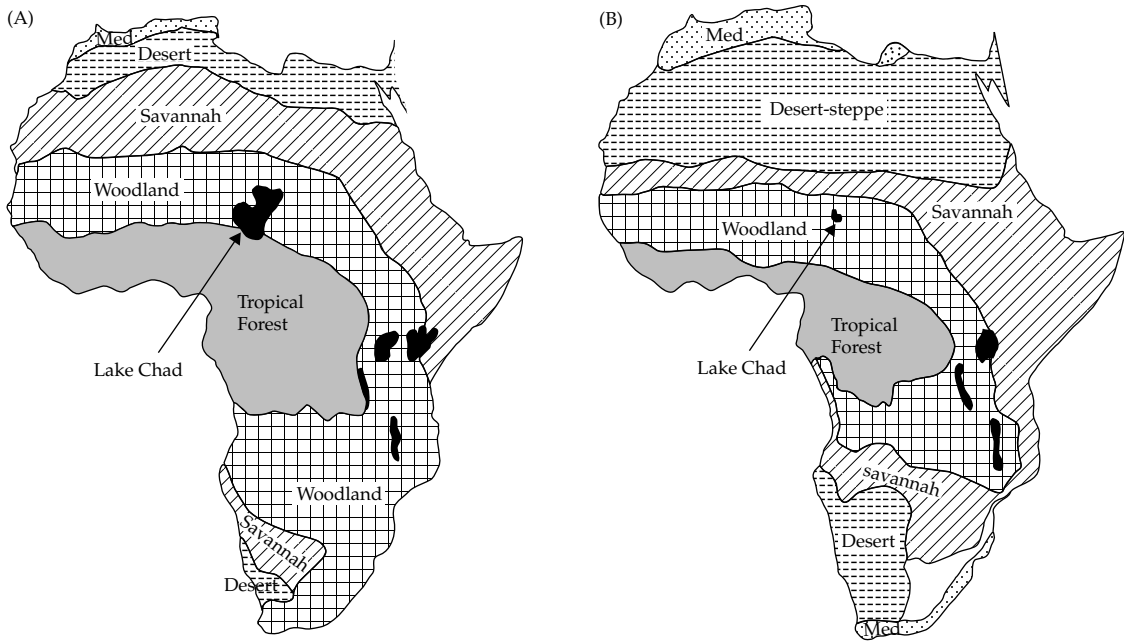 (A)
Med
Desert
Savannah
Woodland
Tropical
Forest
Lake Chad
Woodland
Savannah
Desert
(B)
Med
Desert-steppe
Savannah
Woodland
Tropical
Forest
Lake Chad
savannah
Desert
Med